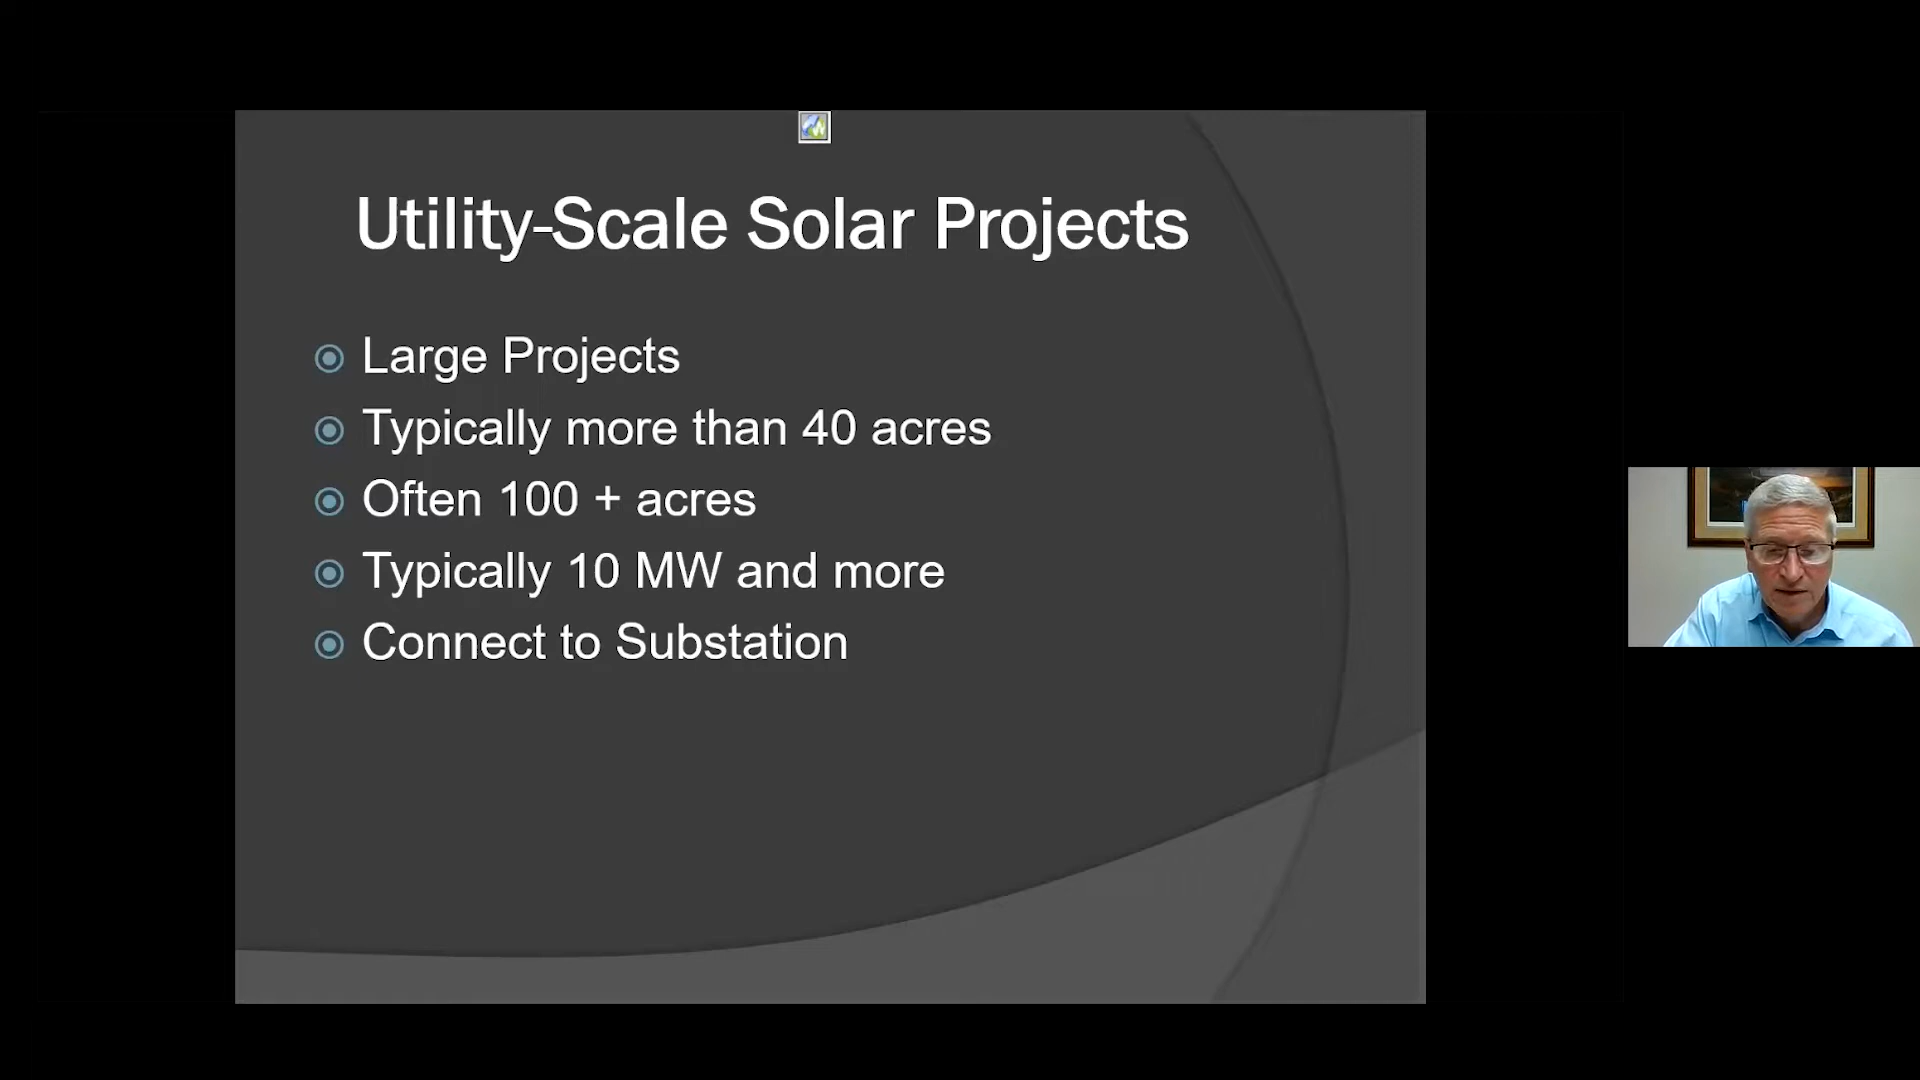 Utility-Scale Solar Projects
Large Projects
Typically more than 40 acres
Often 100 + acres
Typically 10 MW and more
Connect to Substation